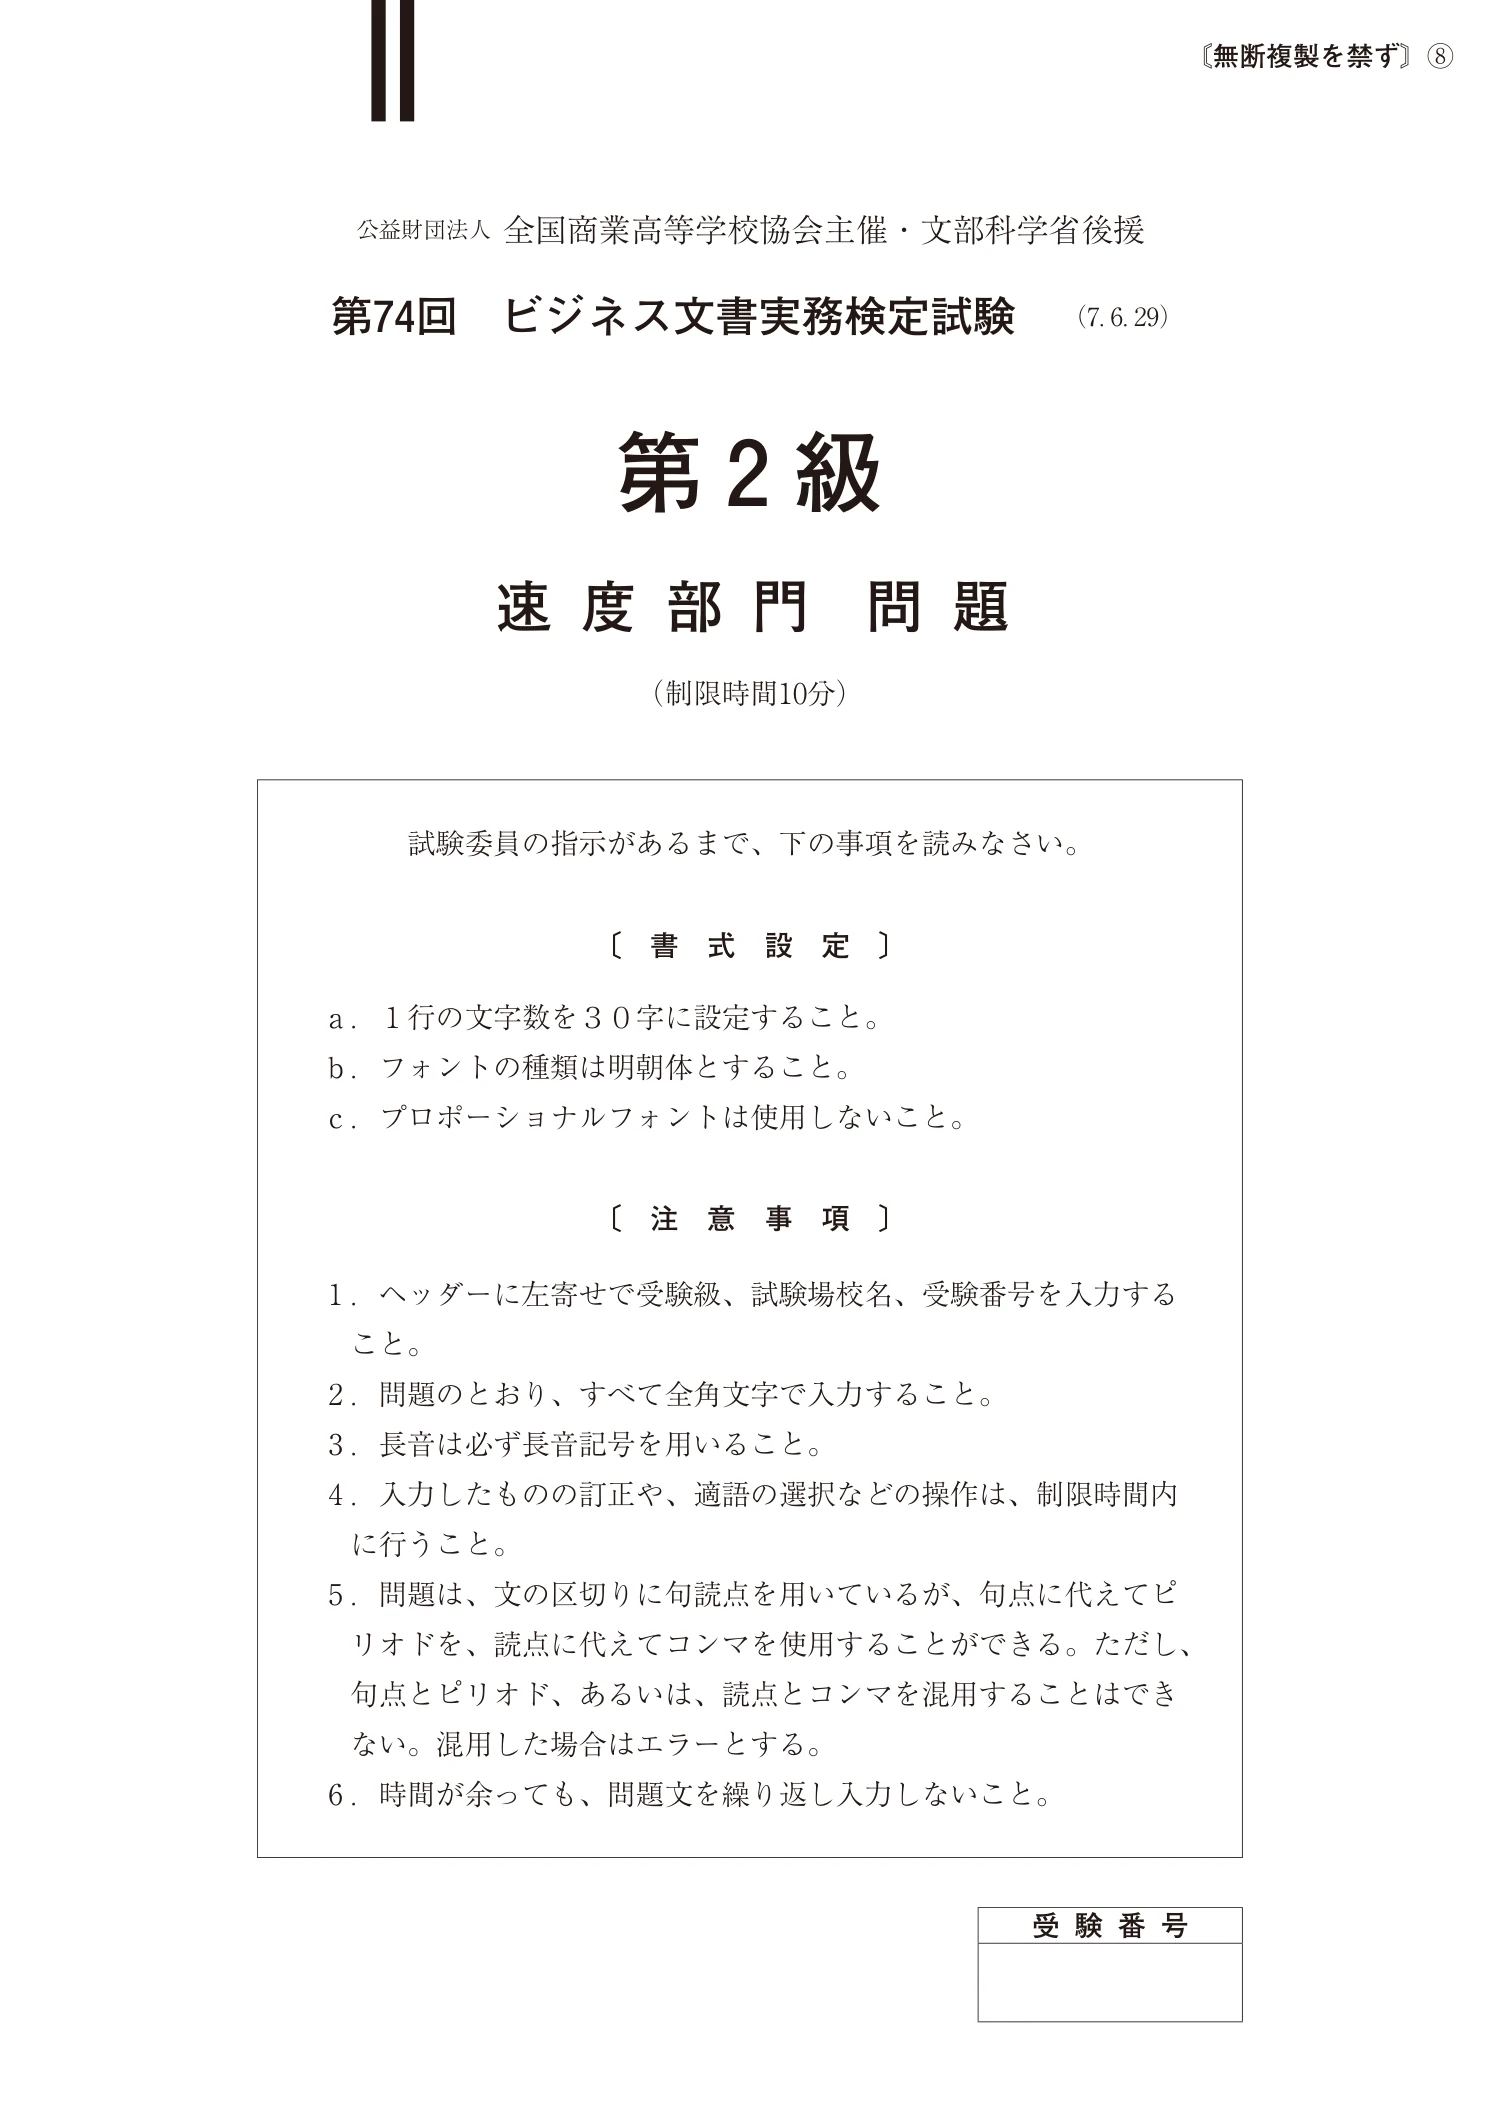 〔無断複製を禁ず〕⑧
公益財団法人 全国商業高等学校協会主催・文部科学省後援
第74回　ビジネス文書実務検定試験　（7. 6. 29）
第２級
速度部門　問題
（制限時間10分）
試験委員の指示があるまで、下の事項を読みなさい。
〔　書　式　設　定　〕
ａ．１行の文字数を３０字に設定すること。
ｂ．フォントの種類は明朝体とすること。
ｃ．プロポーショナルフォントは使用しないこと。
〔　注　意　事　項　〕
１．ヘッダーに左寄せで受験級、試験場校名、受験番号を入力する
こと。
２．問題のとおり、すべて全角文字で入力すること。
３．長音は必ず長音記号を用いること。
４．入力したものの訂正や、適語の選択などの操作は、制限時間内
に行うこと。
５．問題は、文の区切りに句読点を用いているが、句点に代えてピ
リオドを、読点に代えてコンマを使用することができる。ただし、
句点とピリオド、あるいは、読点とコンマを混用することはでき
ない。混用した場合はエラーとする。
６．時間が余っても、問題文を繰り返し入力しないこと。
受験番号